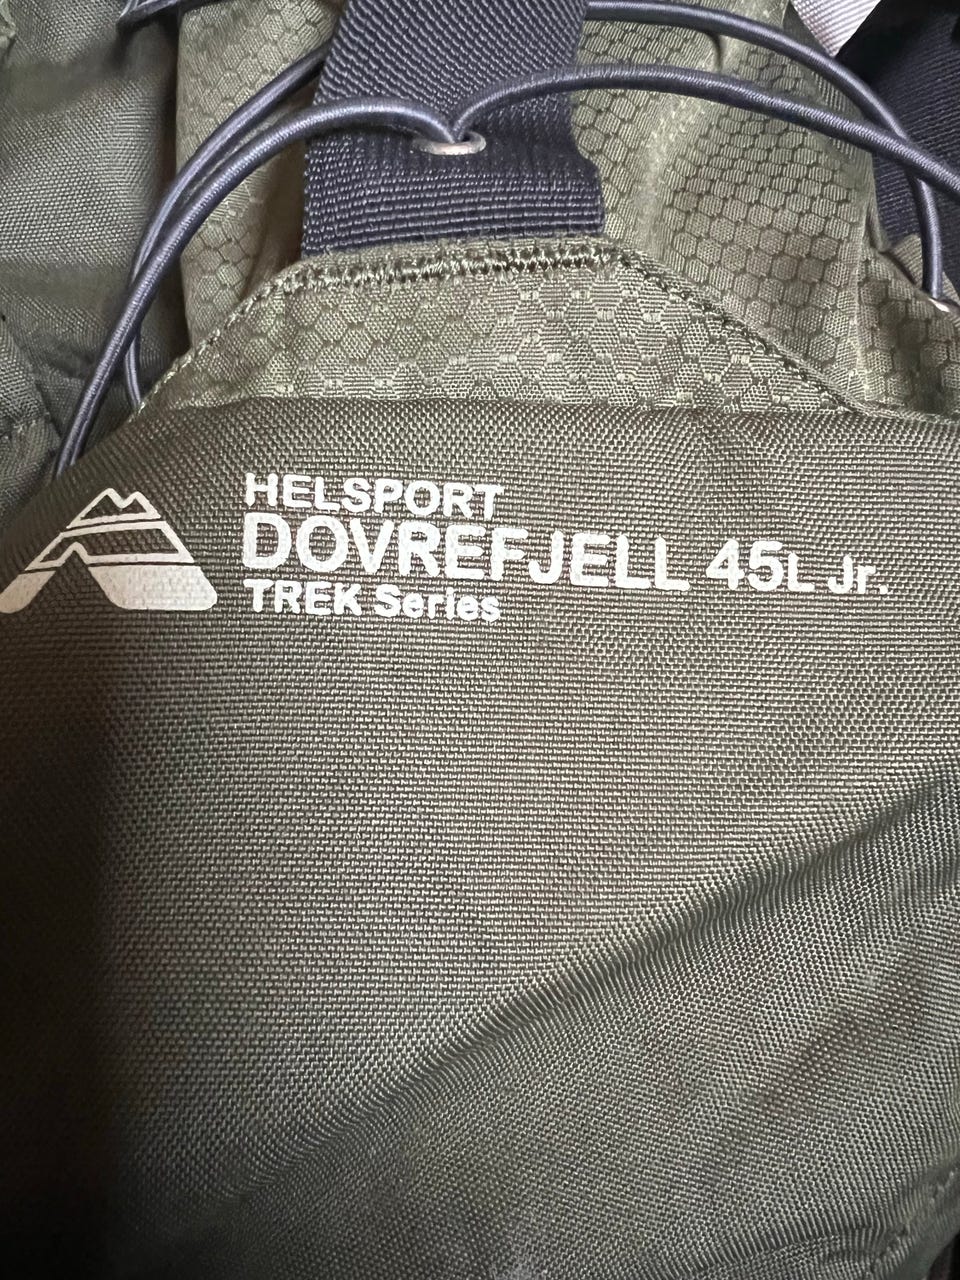 HELSPORT
DOVREFJELL 45L Jr.
TREK Series